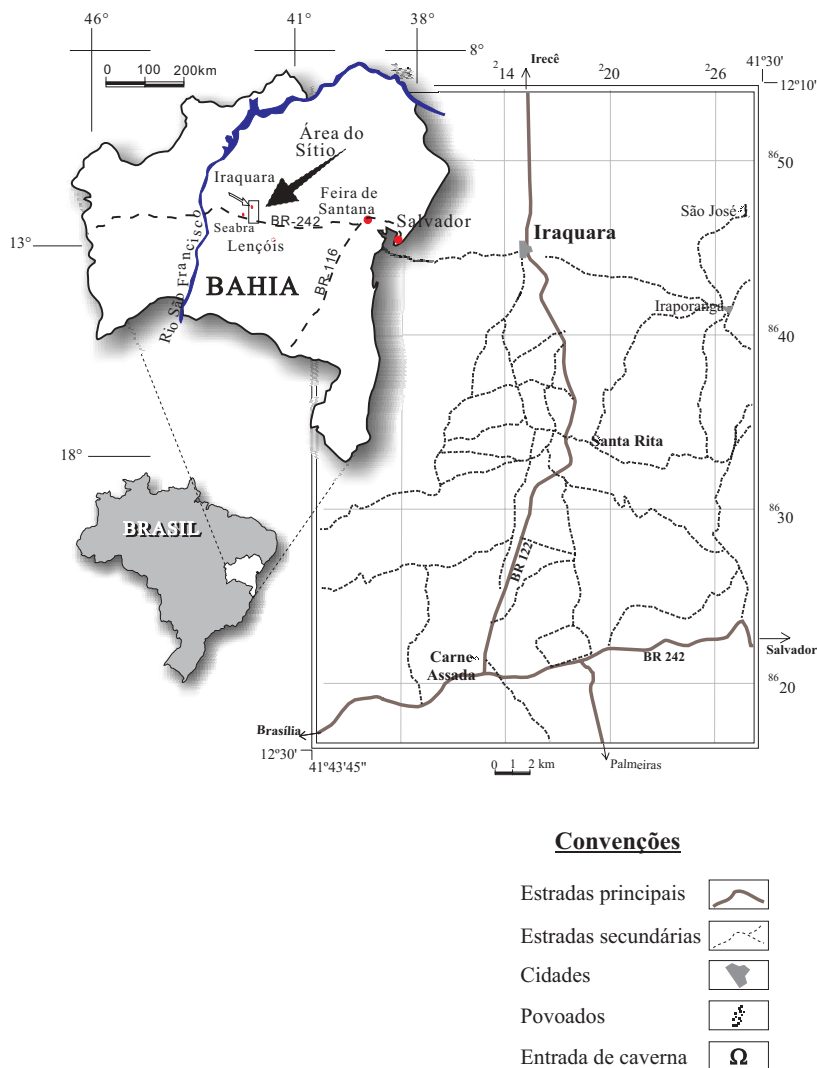 46°
41°
38°
8°
0 100 200km
Área do
Sítio
Iraquara
Feira de
Santana
Salvador
Seabra
BR-242
Lençóis
13°
Rio São Francisco
BAHIA
BR-116
18°
BRASIL
Irecê
²14
²20
²26
41°30'
12°10'
⁸⁶50
São José
Iraquara
Iraporanga
⁸⁶40
Santa Rita
⁸⁶30
BR 122
Carne
Assada
BR 242
Salvador
⁸⁶20
Brasília
12°30'
41°43'45"
0 1 2 km
Palmeiras
Convenções
Estradas principais
Estradas secundárias
Cidades
Povoados
Entrada de caverna Ω